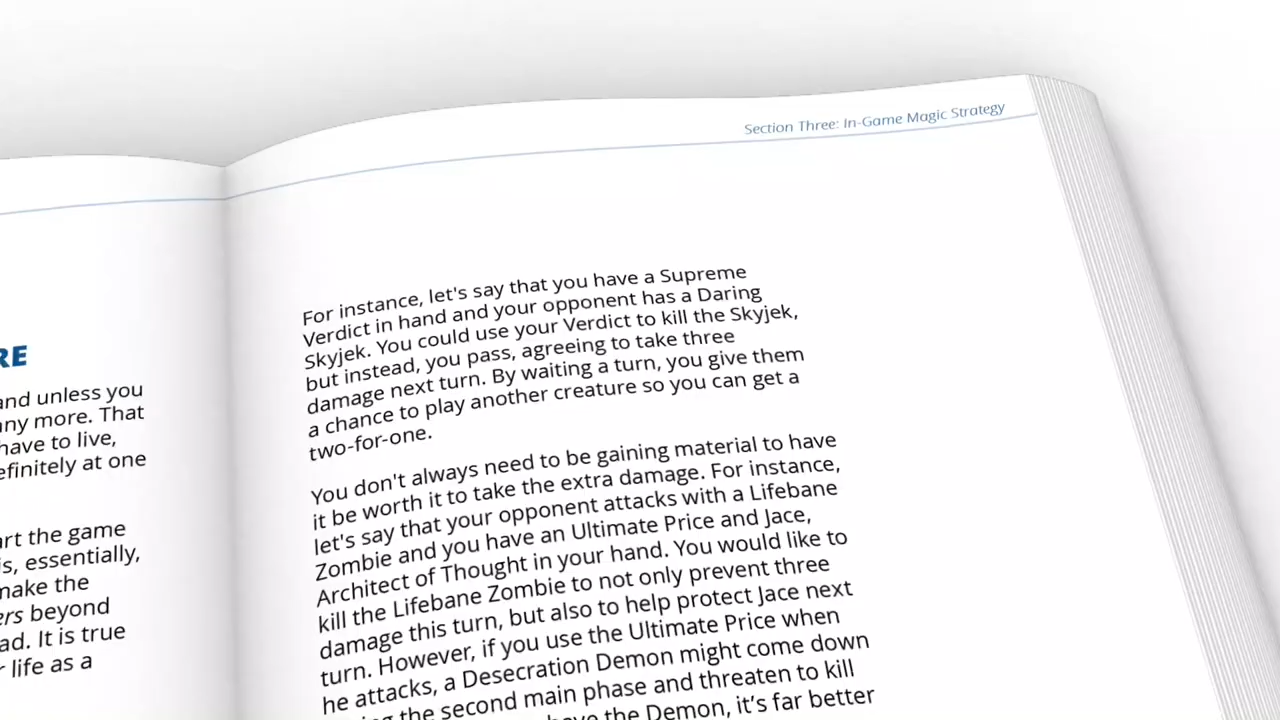 RE
and unless you
any more. That
have to live,
efinitely at one
art the game
is, essentially,
make the
ers beyond
ad. It is true
r life as a
Section Three: In-Game Magic Strategy
For instance, let's say that you have a Supreme
Verdict in hand and your opponent has a Daring
Skyjek. You could use your Verdict to kill the Skyjek,
but instead, you pass, agreeing to take three
damage next turn. By waiting a turn, you give them
a chance to play another creature so you can get a
two-for-one.
You don't always need to be gaining material to have
it be worth it to take the extra damage. For instance,
let's say that your opponent attacks with a Lifebane
Zombie and you have an Ultimate Price and Jace,
Architect of Thought in your hand. You would like to
kill the Lifebane Zombie to not only prevent three
damage this turn, but also to help protect Jace next
turn. However, if you use the Ultimate Price when
he attacks, a Desecration Demon might come down
the second main phase and threaten to kill
the Demon, it’s far better